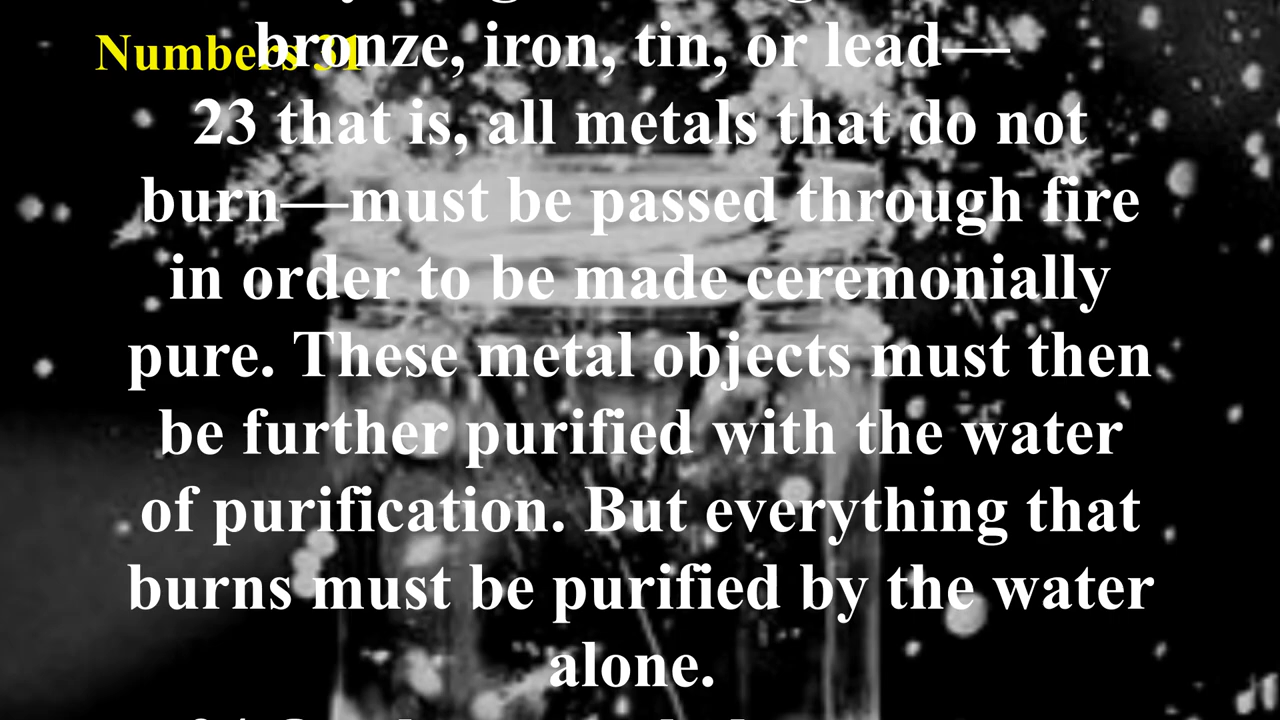 Numbers 31
bronze, iron, tin, or lead—
23 that is, all metals that do not
burn—must be passed through fire
in order to be made ceremonially
pure. These metal objects must then
be further purified with the water
of purification. But everything that
burns must be purified by the water
alone.